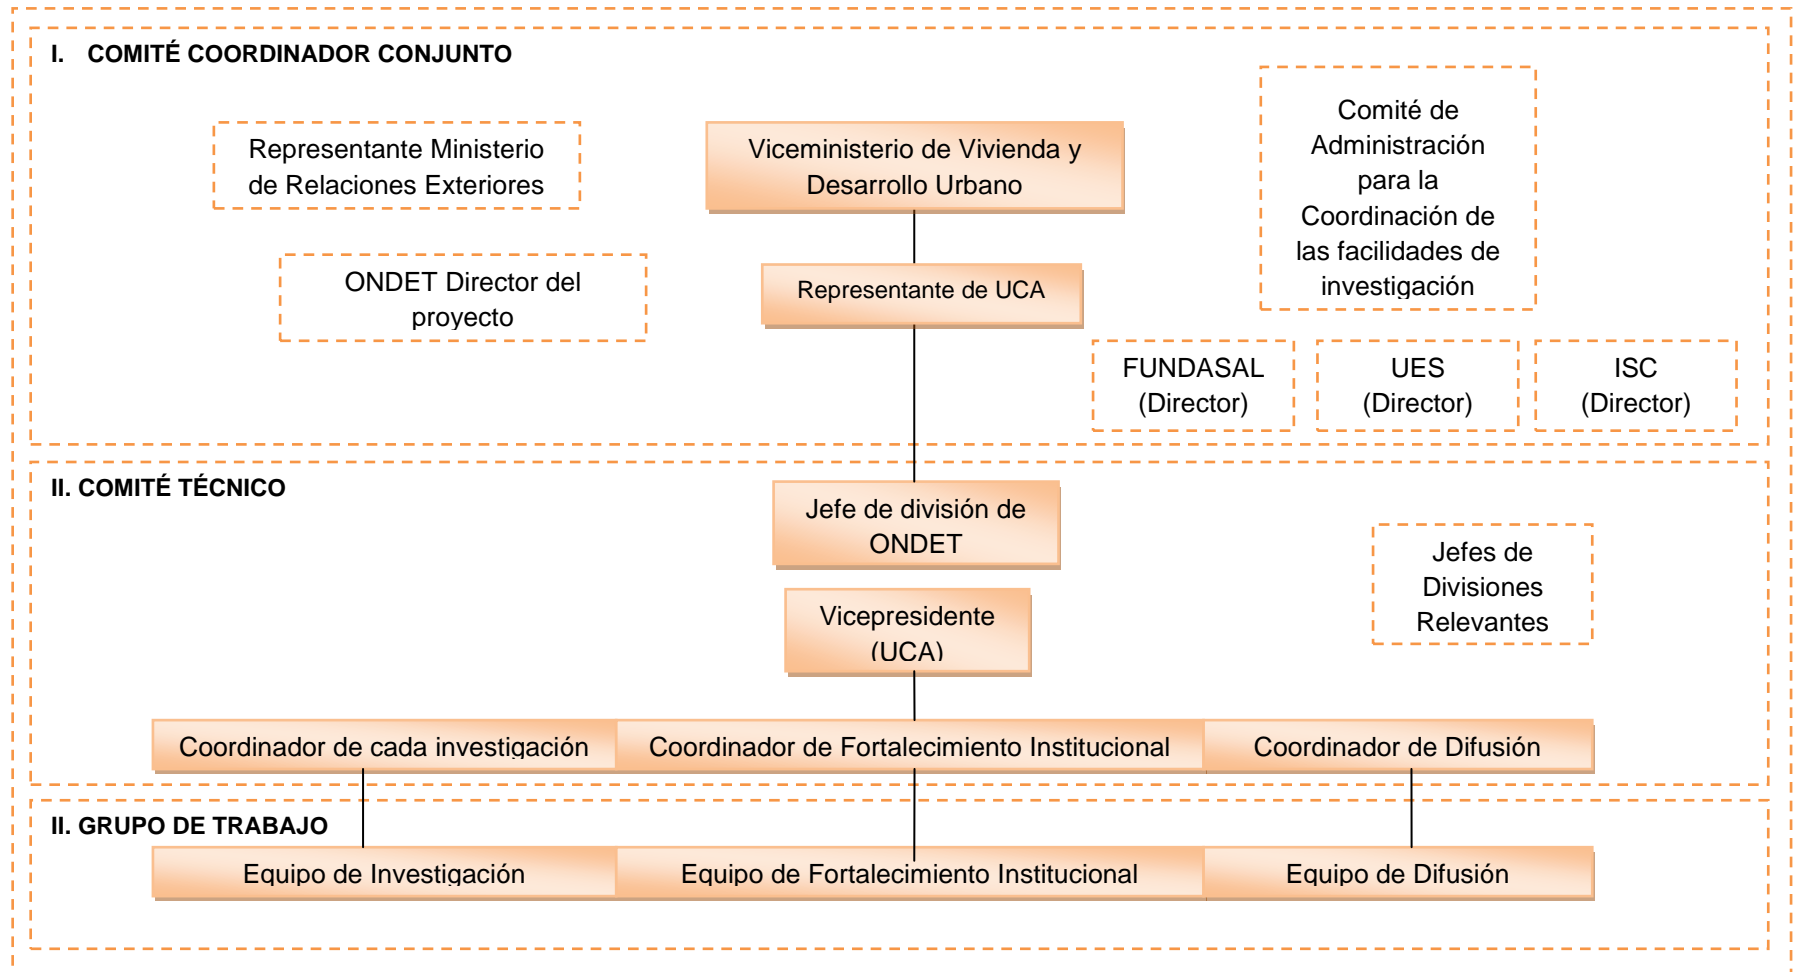 I. COMITÉ COORDINADOR CONJUNTO
Representante Ministerio
de Relaciones Exteriores
Viceministerio de Vivienda y
Desarrollo Urbano
Comité de
Administración
para la
Coordinación de
las facilidades de
investigación
ONDET Director del
proyecto
Representante de UCA
FUNDASAL
(Director)
UES
(Director)
ISC
(Director)
II. COMITÉ TÉCNICO
Jefe de división de
ONDET
Jefes de
Divisiones
Relevantes
Vicepresidente
(UCA)
Coordinador de cada investigación
Coordinador de Fortalecimiento Institucional
Coordinador de Difusión
II. GRUPO DE TRABAJO
Equipo de Investigación
Equipo de Fortalecimiento Institucional
Equipo de Difusión